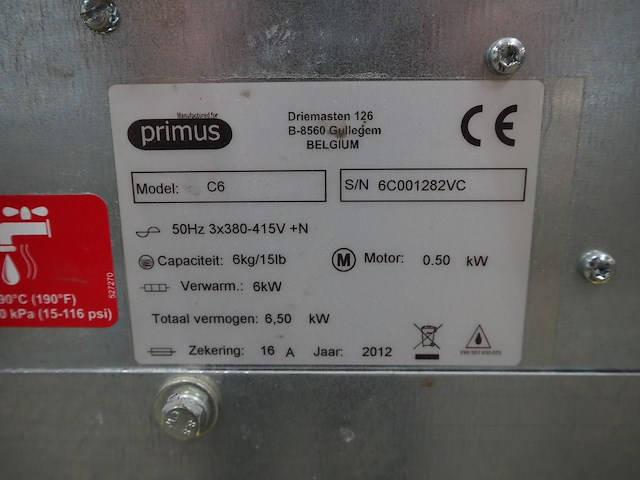 Manufactured for
primus
Driemasten 126
B-8560 Gullegem
BELGIUM
CE
Model: C6
S/N 6C001282VC
50Hz 3x380-415V +N
Capaciteit: 6kg/15lb
M Motor: 0.50 kW
Verwarm.: 6kW
Totaal vermogen: 6,50 kW
Zekering: 16 A Jaar: 2012
90°C (190°F)
0 kPa (15-116 psi)
527270